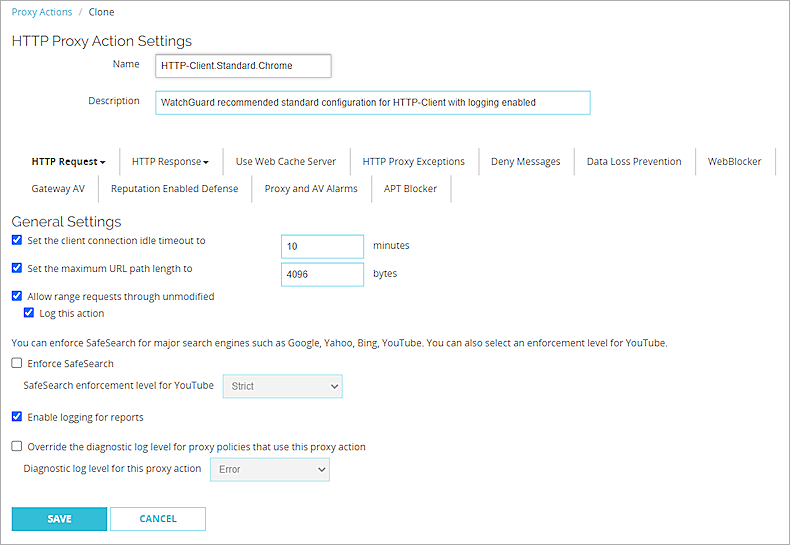 Proxy Actions / Clone
HTTP Proxy Action Settings
Name HTTP-Client.Standard.Chrome
Description WatchGuard recommended standard configuration for HTTP-Client with logging enabled
HTTP Request HTTP Response Use Web Cache Server HTTP Proxy Exceptions Deny Messages Data Loss Prevention WebBlocker
Gateway AV Reputation Enabled Defense Proxy and AV Alarms APT Blocker
General Settings
Set the client connection idle timeout to 10 minutes
Set the maximum URL path length to 4096 bytes
Allow range requests through unmodified
Log this action
You can enforce SafeSearch for major search engines such as Google, Yahoo, Bing, YouTube. You can also select an enforcement level for YouTube.
Enforce SafeSearch
SafeSearch enforcement level for YouTube Strict
Enable logging for reports
Override the diagnostic log level for proxy policies that use this proxy action
Diagnostic log level for this proxy action Error
SAVE CANCEL